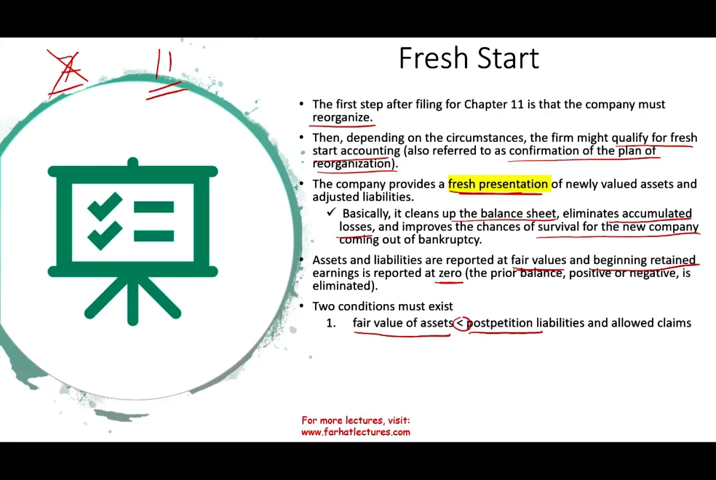 Fresh Start
11
• The first step after filing for Chapter 11 is that the company must
reorganize.
• Then, depending on the circumstances, the firm might qualify for fresh
start accounting (also referred to as confirmation of the plan of
reorganization).
• The company provides a fresh presentation of newly valued assets and
adjusted liabilities.
✓ Basically, it cleans up the balance sheet, eliminates accumulated
losses, and improves the chances of survival for the new company
coming out of bankruptcy.
• Assets and liabilities are reported at fair values and beginning retained
earnings is reported at zero (the prior balance, positive or negative, is
eliminated).
• Two conditions must exist
1. fair value of assets < postpetition liabilities and allowed claims
For more lectures, visit:
www.farhatlectures.com